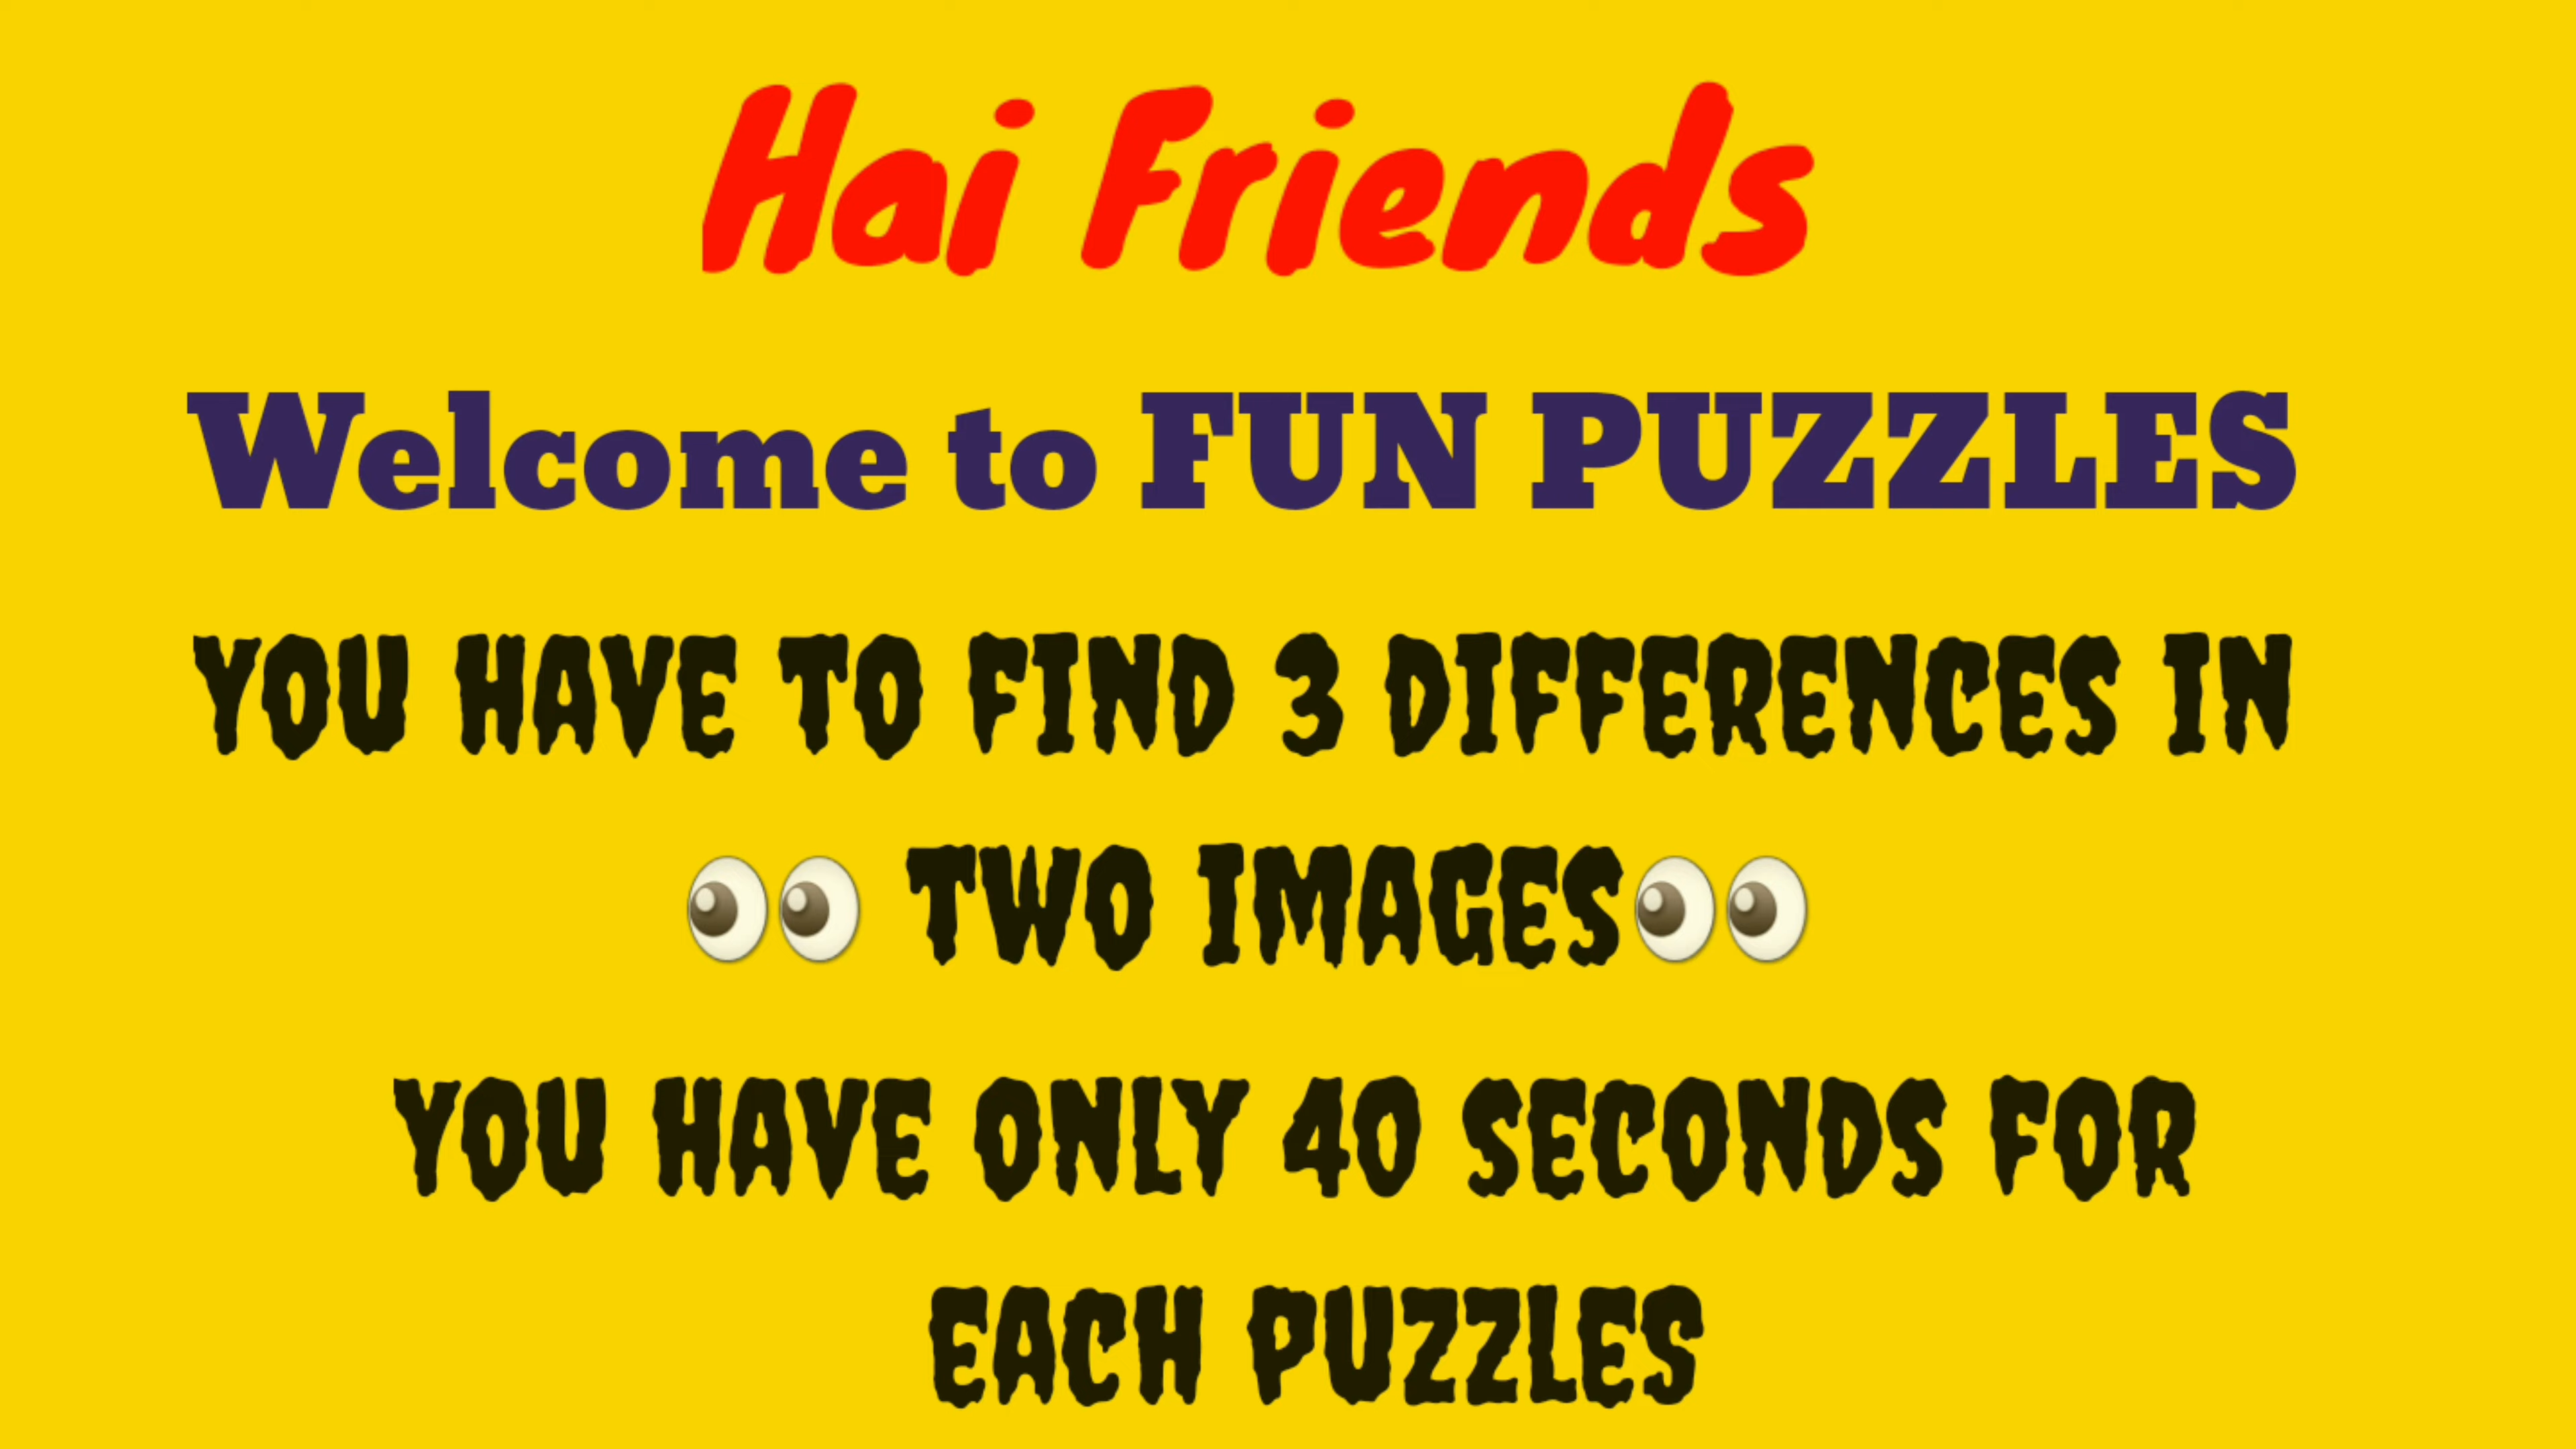 Hai Friends
Welcome to FUN PUZZLES
YOU HAVE TO FIND 3 DIFFERENCES IN
👀 TWO IMAGES👀
YOU HAVE ONLY 40 SECONDS FOR
EACH PUZZLES